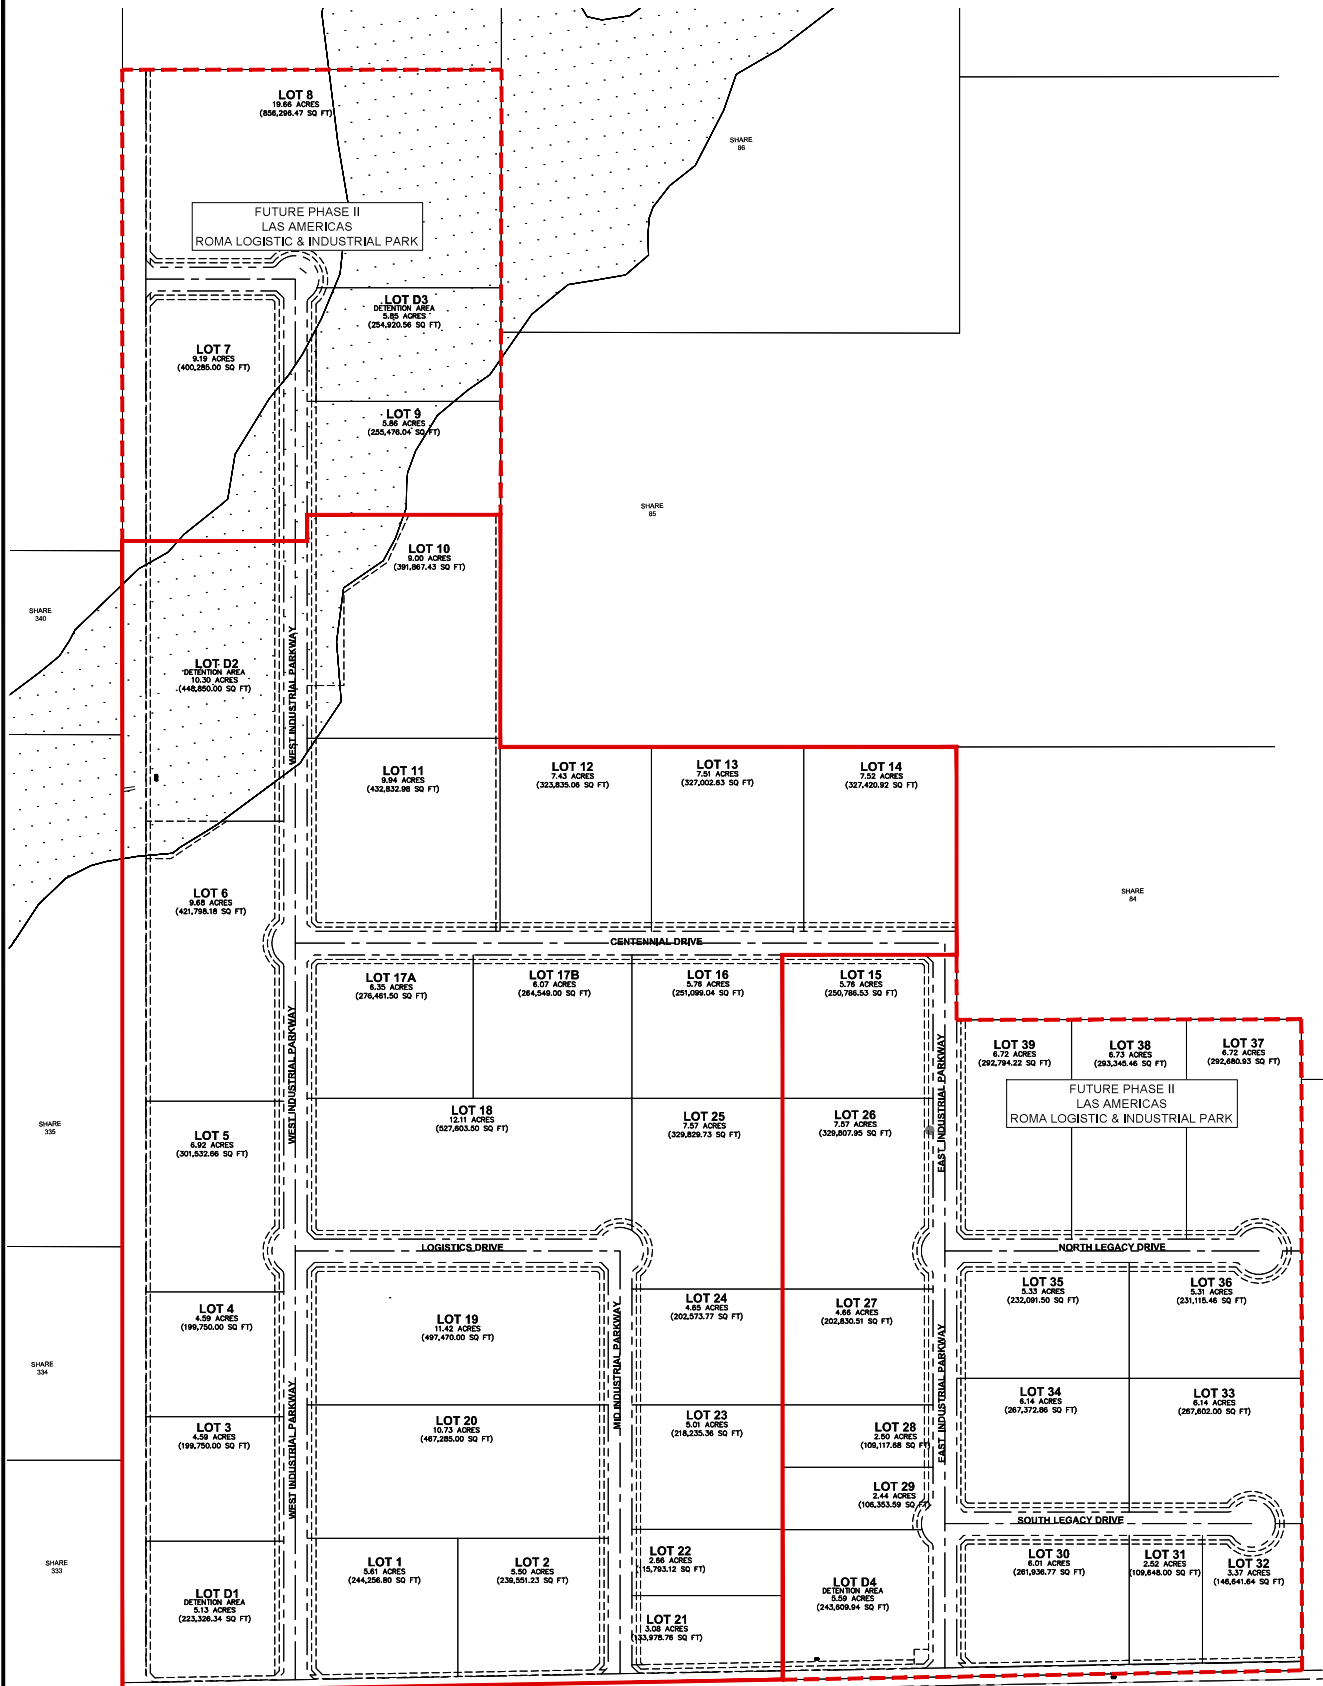 LOT 8
19.66 ACRES
(856,296.47 SQ FT)
SHARE
86
FUTURE PHASE II
LAS AMERICAS
ROMA LOGISTIC & INDUSTRIAL PARK
LOT D3
DETENTION AREA
5.85 ACRES
(254,920.56 SQ FT)
LOT 7
9.19 ACRES
(400,285.00 SQ FT)
LOT 9
5.86 ACRES
(255,476.04 SQ FT)
SHARE
85
LOT 10
9.00 ACRES
(391,867.43 SQ FT)
SHARE
340
LOT D2
DETENTION AREA
10.30 ACRES
(448,850.00 SQ FT)
WEST INDUSTRIAL PARKWAY
LOT 11
9.94 ACRES
(432,832.98 SQ FT)
LOT 12
7.43 ACRES
(323,835.06 SQ FT)
LOT 13
7.51 ACRES
(327,002.63 SQ FT)
LOT 14
7.52 ACRES
(327,420.92 SQ FT)
LOT 6
9.68 ACRES
(421,798.18 SQ FT)
SHARE
84
CENTENNIAL DRIVE
LOT 17A
6.35 ACRES
(276,461.50 SQ FT)
LOT 17B
6.07 ACRES
(264,549.00 SQ FT)
LOT 16
5.76 ACRES
(251,099.04 SQ FT)
LOT 15
5.76 ACRES
(250,786.53 SQ FT)
WEST INDUSTRIAL PARKWAY
EAST INDUSTRIAL PARKWAY
LOT 39
6.72 ACRES
(292,794.22 SQ FT)
LOT 38
6.73 ACRES
(293,345.46 SQ FT)
LOT 37
6.72 ACRES
(292,680.93 SQ FT)
FUTURE PHASE II
LAS AMERICAS
ROMA LOGISTIC & INDUSTRIAL PARK
SHARE
335
LOT 5
6.92 ACRES
(301,532.66 SQ FT)
LOT 18
12.11 ACRES
(527,603.50 SQ FT)
LOT 25
7.57 ACRES
(329,829.73 SQ FT)
LOT 26
7.57 ACRES
(329,807.95 SQ FT)
LOGISTICS DRIVE
NORTH LEGACY DRIVE
LOT 4
4.59 ACRES
(199,750.00 SQ FT)
LOT 19
11.42 ACRES
(497,470.00 SQ FT)
LOT 24
4.65 ACRES
(202,573.77 SQ FT)
LOT 27
4.66 ACRES
(202,830.51 SQ FT)
LOT 35
5.33 ACRES
(232,091.50 SQ FT)
LOT 36
5.31 ACRES
(231,115.46 SQ FT)
SHARE
334
WEST INDUSTRIAL PARKWAY
MID INDUSTRIAL PARKWAY
EAST INDUSTRIAL PARKWAY
LOT 3
4.59 ACRES
(199,750.00 SQ FT)
LOT 20
10.73 ACRES
(467,285.00 SQ FT)
LOT 23
5.01 ACRES
(218,235.36 SQ FT)
LOT 28
2.50 ACRES
(109,117.68 SQ FT)
LOT 34
6.14 ACRES
(267,372.86 SQ FT)
LOT 33
6.14 ACRES
(267,602.00 SQ FT)
LOT 29
2.44 ACRES
(106,353.59 SQ FT)
SOUTH LEGACY DRIVE
SHARE
333
LOT D1
DETENTION AREA
5.13 ACRES
(223,326.34 SQ FT)
LOT 1
5.61 ACRES
(244,256.80 SQ FT)
LOT 2
5.50 ACRES
(239,551.23 SQ FT)
LOT 22
2.66 ACRES
115,793.12 SQ FT)
LOT 21
3.08 ACRES
(133,978.76 SQ FT)
LOT D4
DETENTION AREA
5.59 ACRES
(243,609.94 SQ FT)
LOT 30
6.01 ACRES
(261,936.77 SQ FT)
LOT 31
2.52 ACRES
(109,648.00 SQ FT)
LOT 32
3.37 ACRES
(146,641.64 SQ FT)